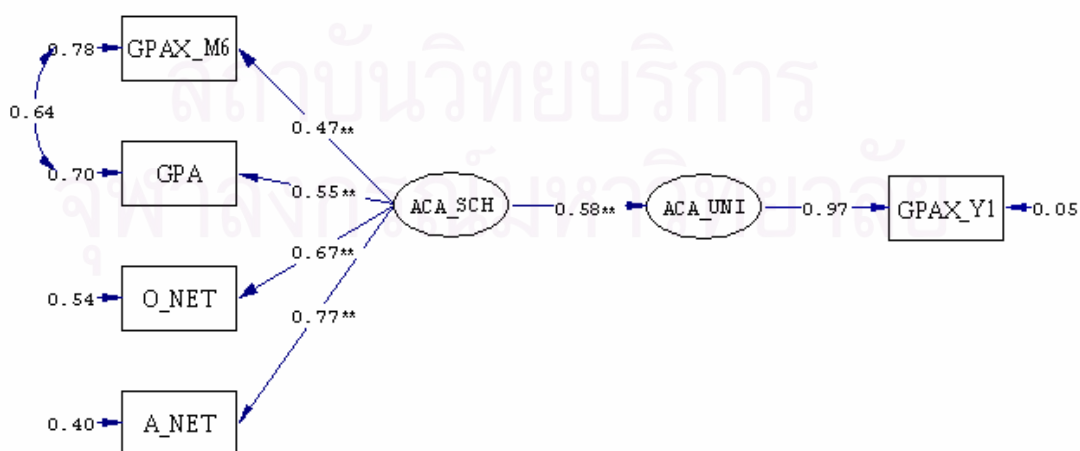 0.78
GPAX_M6
สถาบันวิทยบริการ
0.64
0.47**
0.70
GPA
0.55**
จุฬาลงกรณ์มหาวิทยาลัย
ACA_SCH
0.58**
ACA_UNI
0.97
GPAX_Y1
0.05
0.67**
0.54
O_NET
0.77**
0.40
A_NET